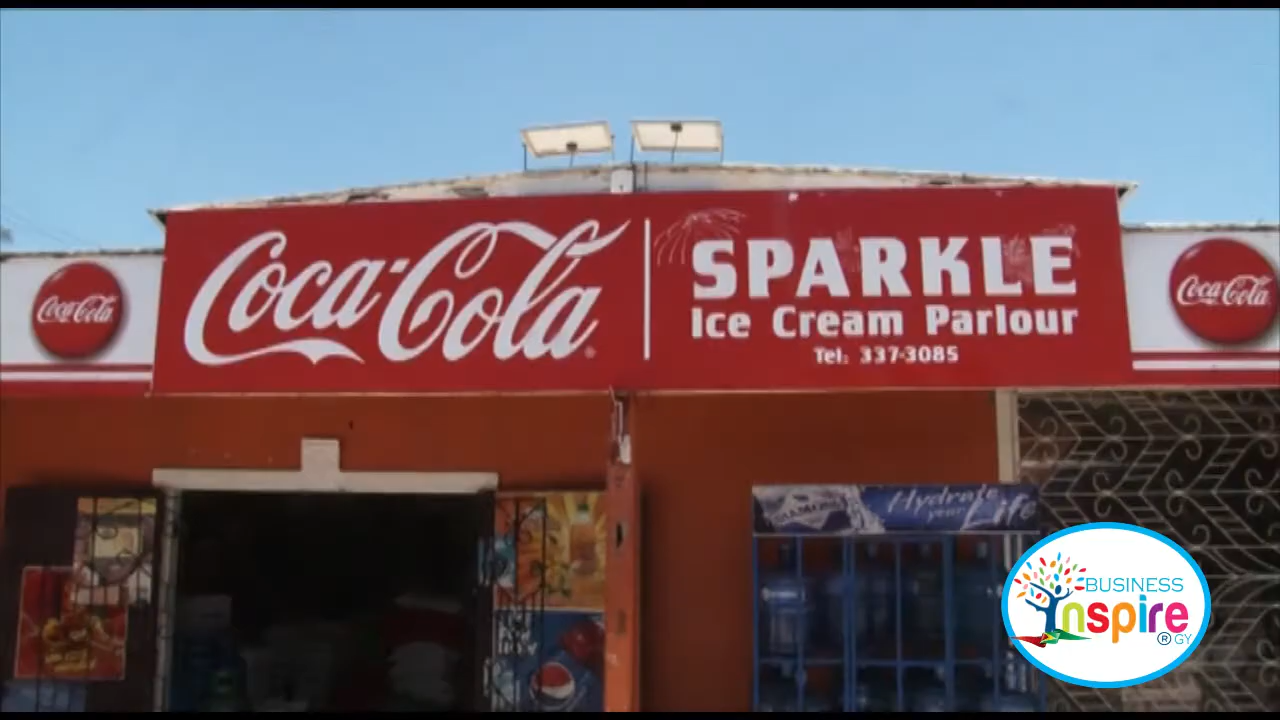 Coca-Cola
Coca-Cola
SPARKLE
Ice Cream Parlour
Tel: 337-3085
Coca-Cola
Hydrate
your Life
BUSINESS
Inspire
® GY